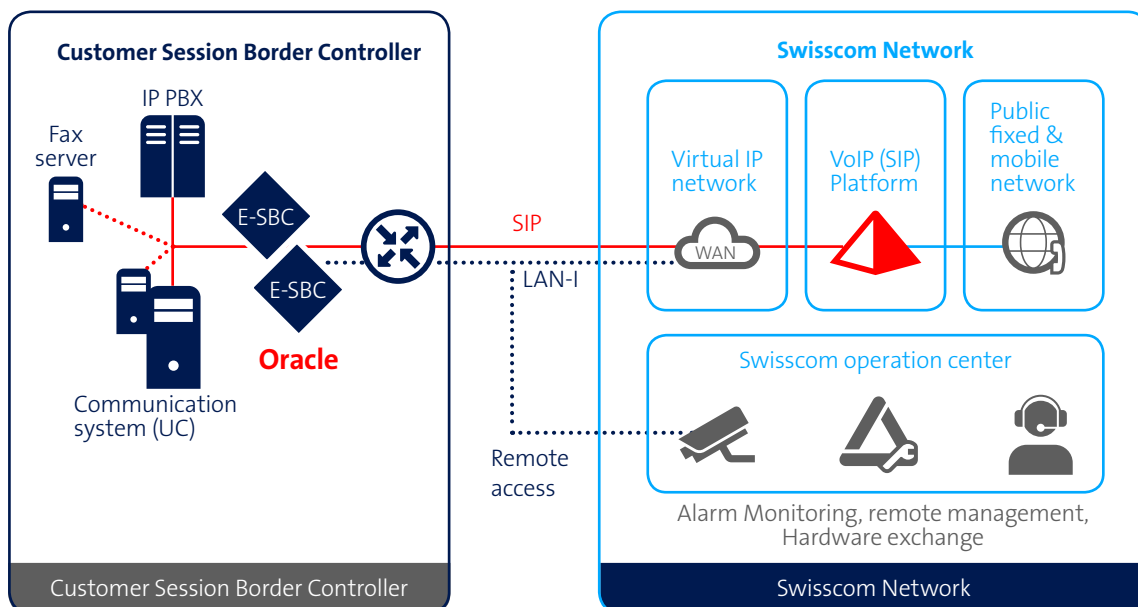 Customer Session Border Controller
IP PBX
Fax
server
E-SBC
E-SBC
Oracle
Communication
system (UC)
Customer Session Border Controller
SIP
LAN-I
Remote
access
Swisscom Network
Virtual IP
network
WAN
VoIP (SIP)
Platform
Public
fixed &
mobile
network
Swisscom operation center
Alarm Monitoring, remote management,
Hardware exchange
Swisscom Network